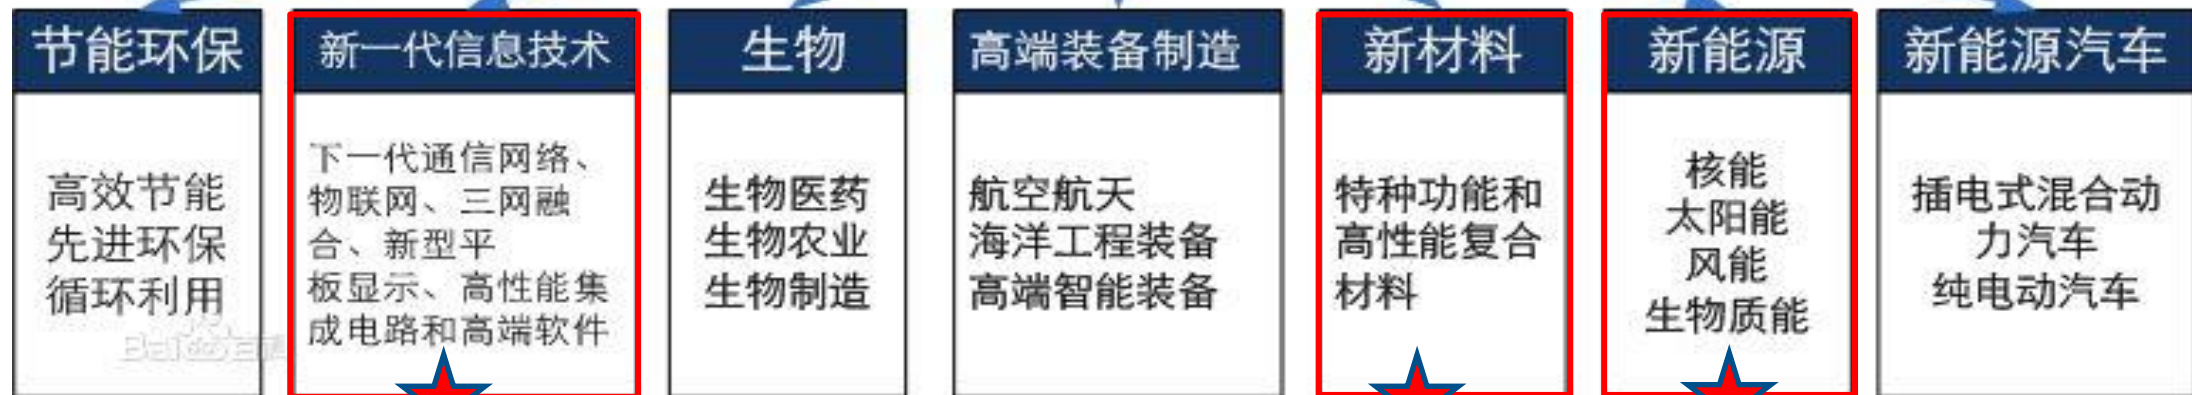 节能环保
高效节能
先进环保
循环利用
新一代信息技术
下一代通信网络、
物联网、三网融
合、新型平
板显示、高性能集
成电路和高端软件
生物
生物医药
生物农业
生物制造
高端装备制造
航空航天
海洋工程装备
高端智能装备
新材料
特种功能和
高性能复合
材料
新能源
核能
太阳能
风能
生物质能
新能源汽车
插电式混合动
力汽车
纯电动汽车